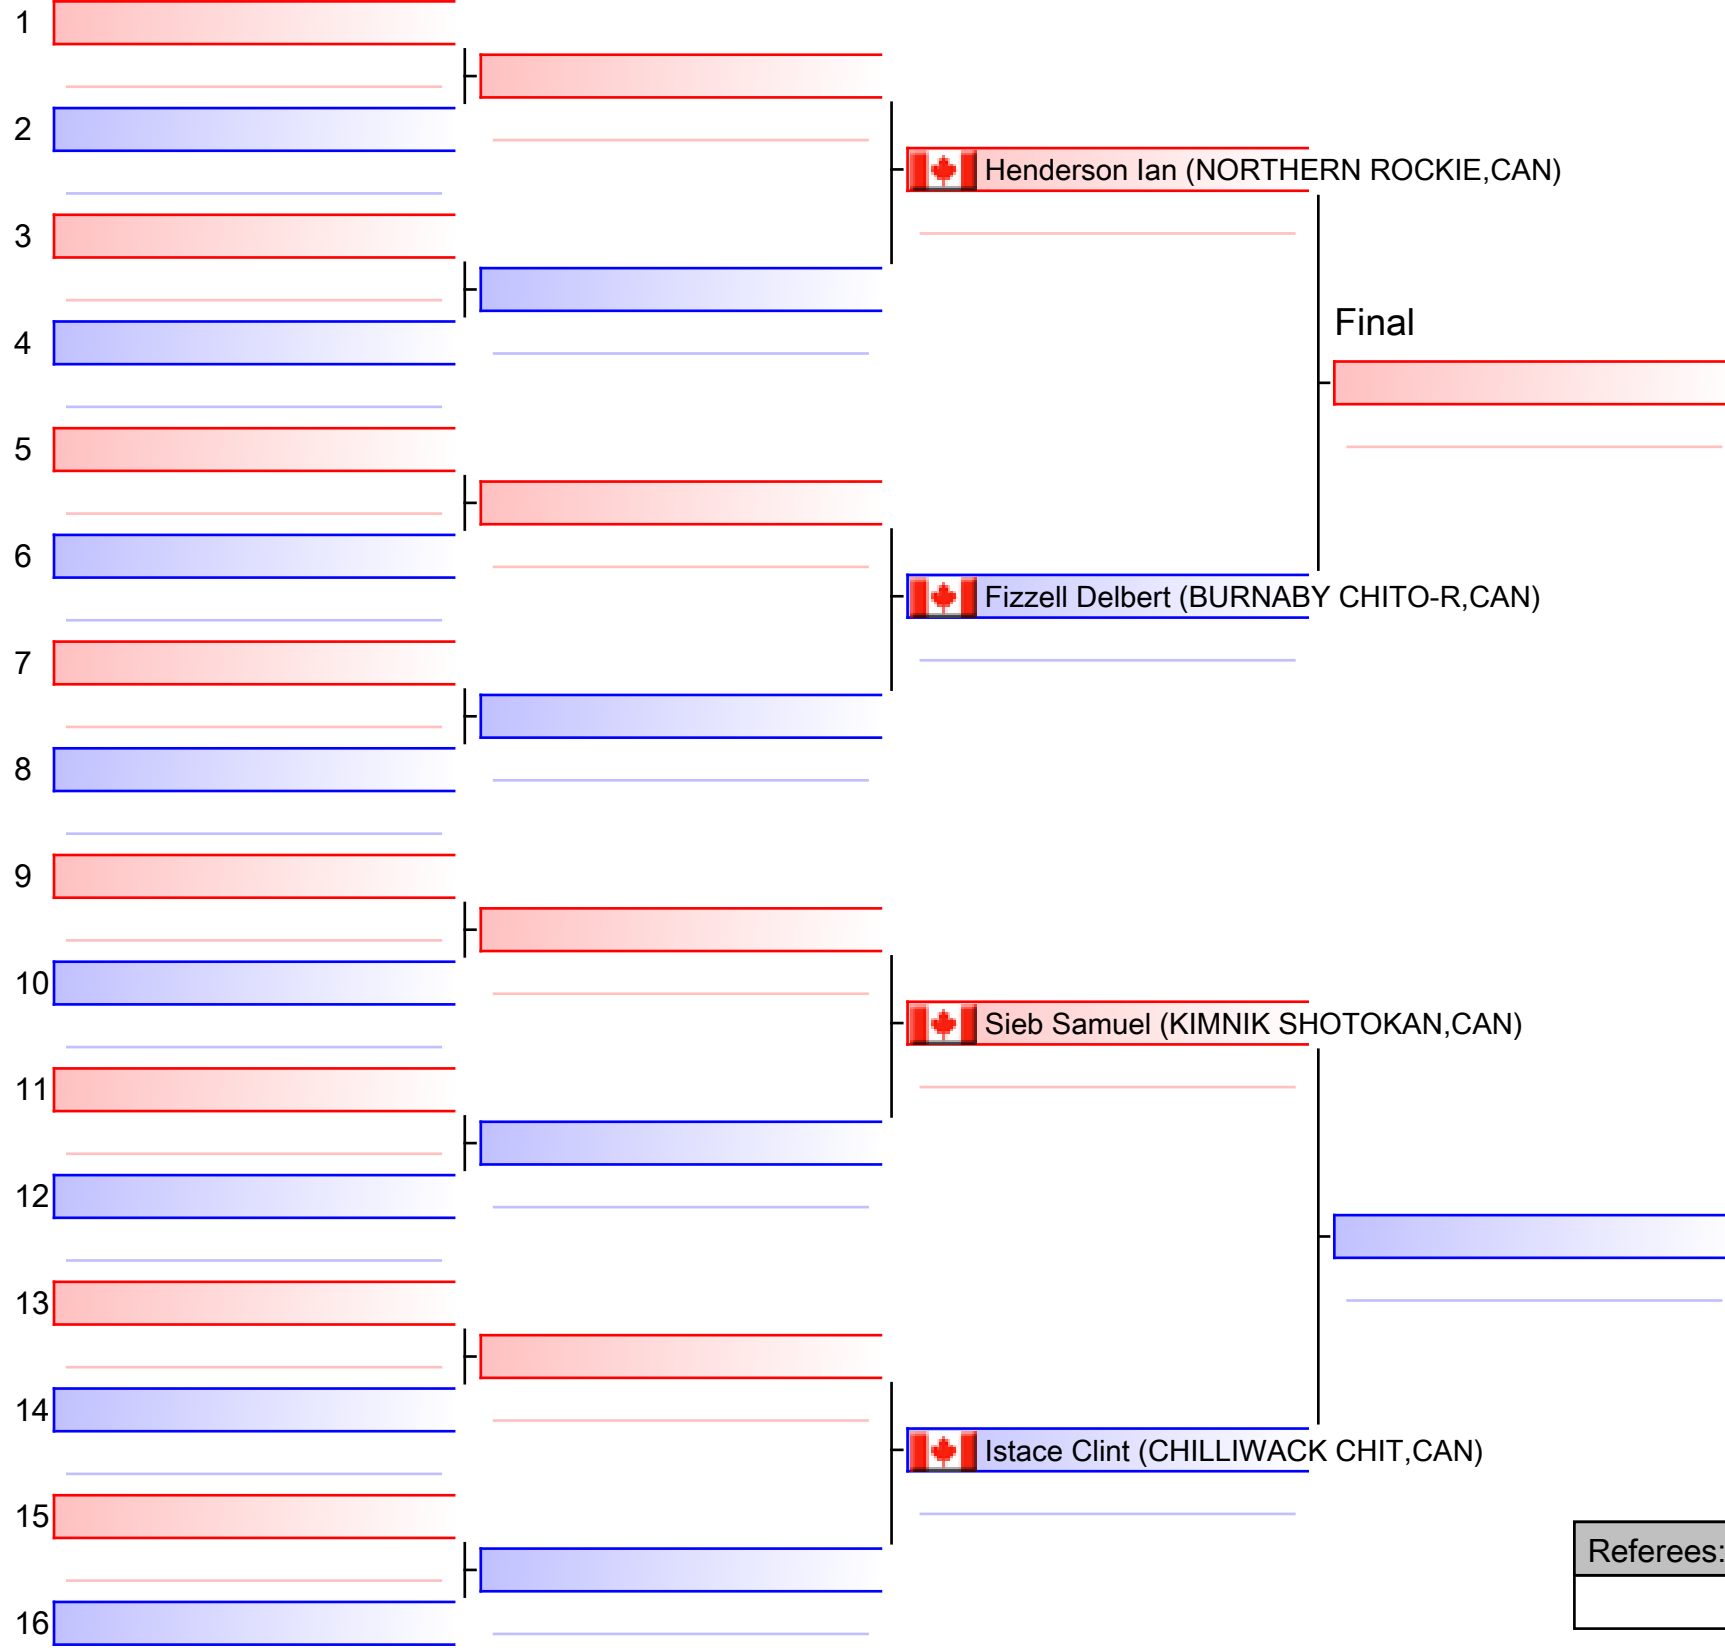 1
2
Henderson Ian (NORTHERN ROCKIE,CAN)
3
Final
4
5
6
Fizzell Delbert (BURNABY CHITO-R,CAN)
7
8
9
10
Sieb Samuel (KIMNIK SHOTOKAN,CAN)
11
12
13
14
Istace Clint (CHILLIWACK CHIT,CAN)
15
Referees:
16